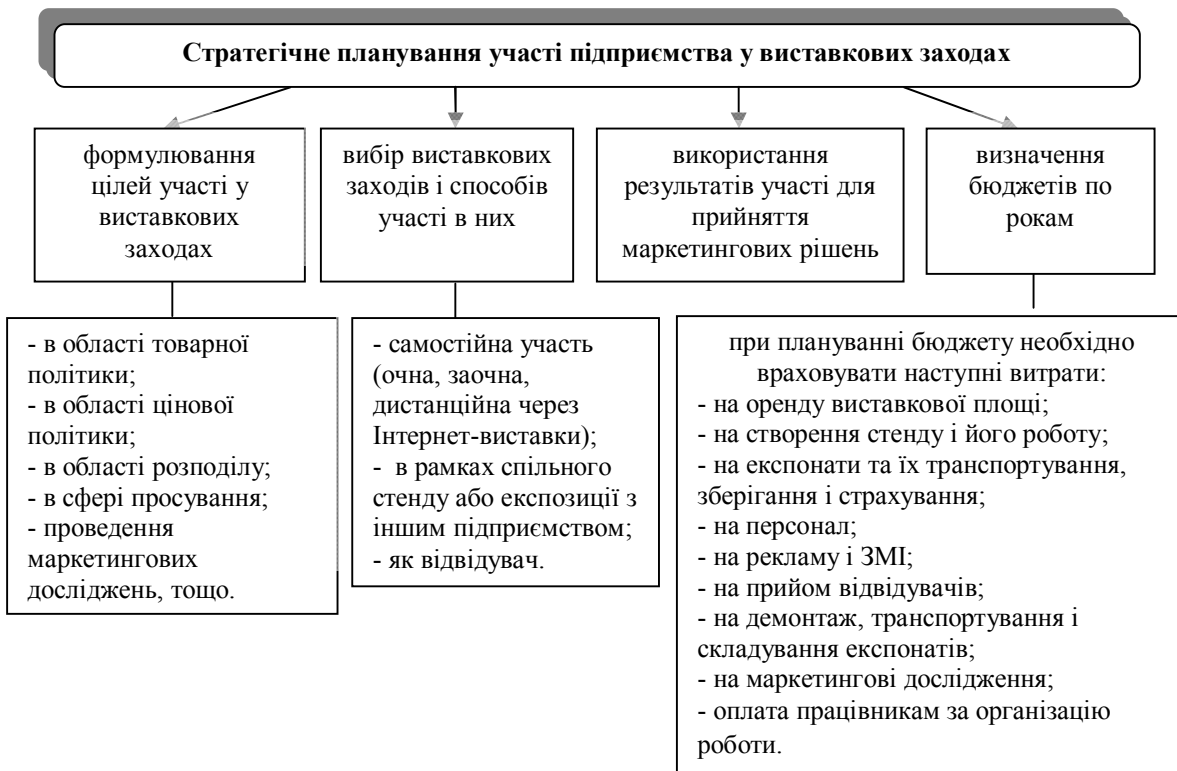 Стратегічне планування участі підприємства у виставкових заходах
формулювання
цілей участі у
виставкових
заходах
вибір виставкових
заходів і способів
участі в них
використання
результатів участі для
прийняття
маркетингових рішень
визначення
бюджетів по
рокам
- в області товарної
політики;
- в області цінової
політики;
- в області розподілу;
- в сфері просування;
- проведення
маркетингових
досліджень, тощо.
- самостійна участь
(очна, заочна,
дистанційна через
Інтернет-виставки);
- в рамках спільного
стенду або експозиції з
іншим підприємством;
- як відвідувач.
при плануванні бюджету необхідно
враховувати наступні витрати:
- на оренду виставкової площі;
- на створення стенду і його роботу;
- на експонати та їх транспортування,
зберігання і страхування;
- на персонал;
- на рекламу і ЗМІ;
- на прийом відвідувачів;
- на демонтаж, транспортування і
складування експонатів;
- на маркетингові дослідження;
- оплата працівникам за організацію
роботи.